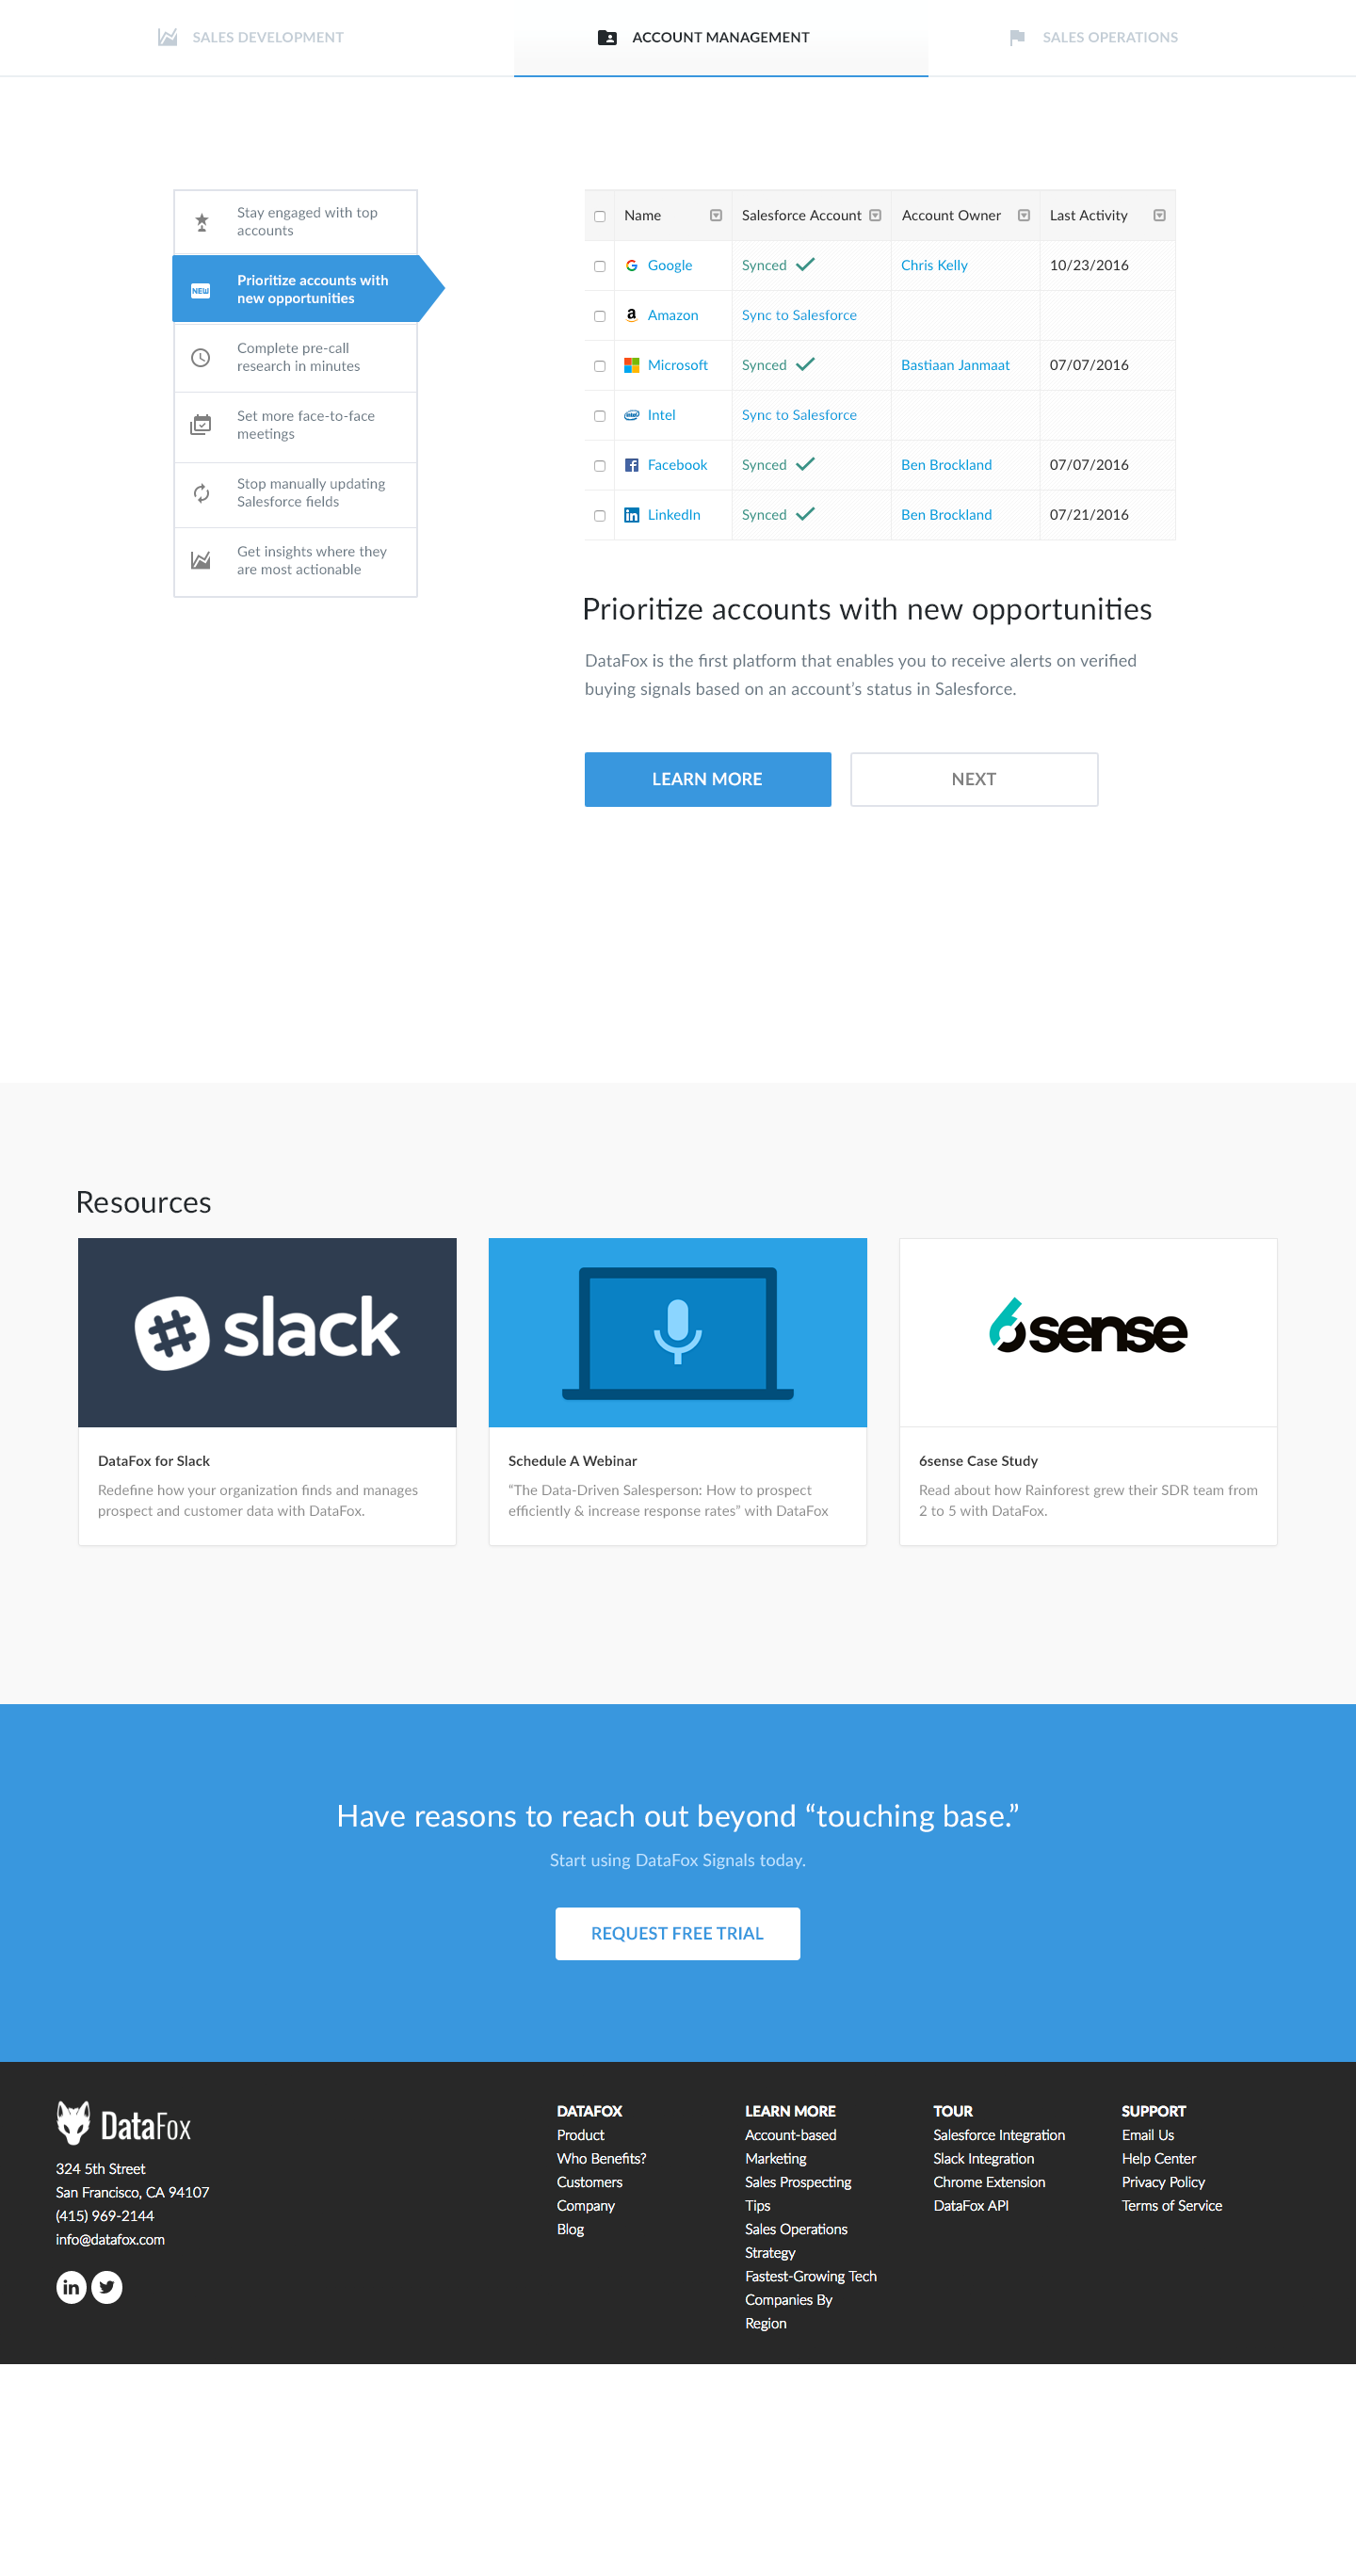 SALES DEVELOPMENT
ACCOUNT MANAGEMENT
SALES OPERATIONS
Stay engaged with top
accounts
NEW
Prioritize accounts with
new opportunities
Complete pre-call
research in minutes
Set more face-to-face
meetings
Stop manually updating
Salesforce fields
Get insights where they
are most actionable
Name Salesforce Account Account Owner Last Activity
Google Synced Chris Kelly 10/23/2016
Amazon Sync to Salesforce
Microsoft Synced Bastiaan Janmaat 07/07/2016
intel Intel Sync to Salesforce
Facebook Synced Ben Brockland 07/07/2016
in LinkedIn Synced Ben Brockland 07/21/2016
Prioritize accounts with new opportunities
DataFox is the first platform that enables you to receive alerts on verified
buying signals based on an account’s status in Salesforce.
LEARN MORE
NEXT
Resources
slack
DataFox for Slack
Redefine how your organization finds and manages
prospect and customer data with DataFox.
Schedule A Webinar
“The Data-Driven Salesperson: How to prospect
efficiently & increase response rates” with DataFox
6sense
6sense Case Study
Read about how Rainforest grew their SDR team from
2 to 5 with DataFox.
Have reasons to reach out beyond “touching base.”
Start using DataFox Signals today.
REQUEST FREE TRIAL
DataFox
324 5th Street
San Francisco, CA 94107
(415) 969-2144
info@datafox.com
in
DATAFOX
Product
Who Benefits?
Customers
Company
Blog
LEARN MORE
Account-based
Marketing
Sales Prospecting
Tips
Sales Operations
Strategy
Fastest-Growing Tech
Companies By
Region
TOUR
Salesforce Integration
Slack Integration
Chrome Extension
DataFox API
SUPPORT
Email Us
Help Center
Privacy Policy
Terms of Service